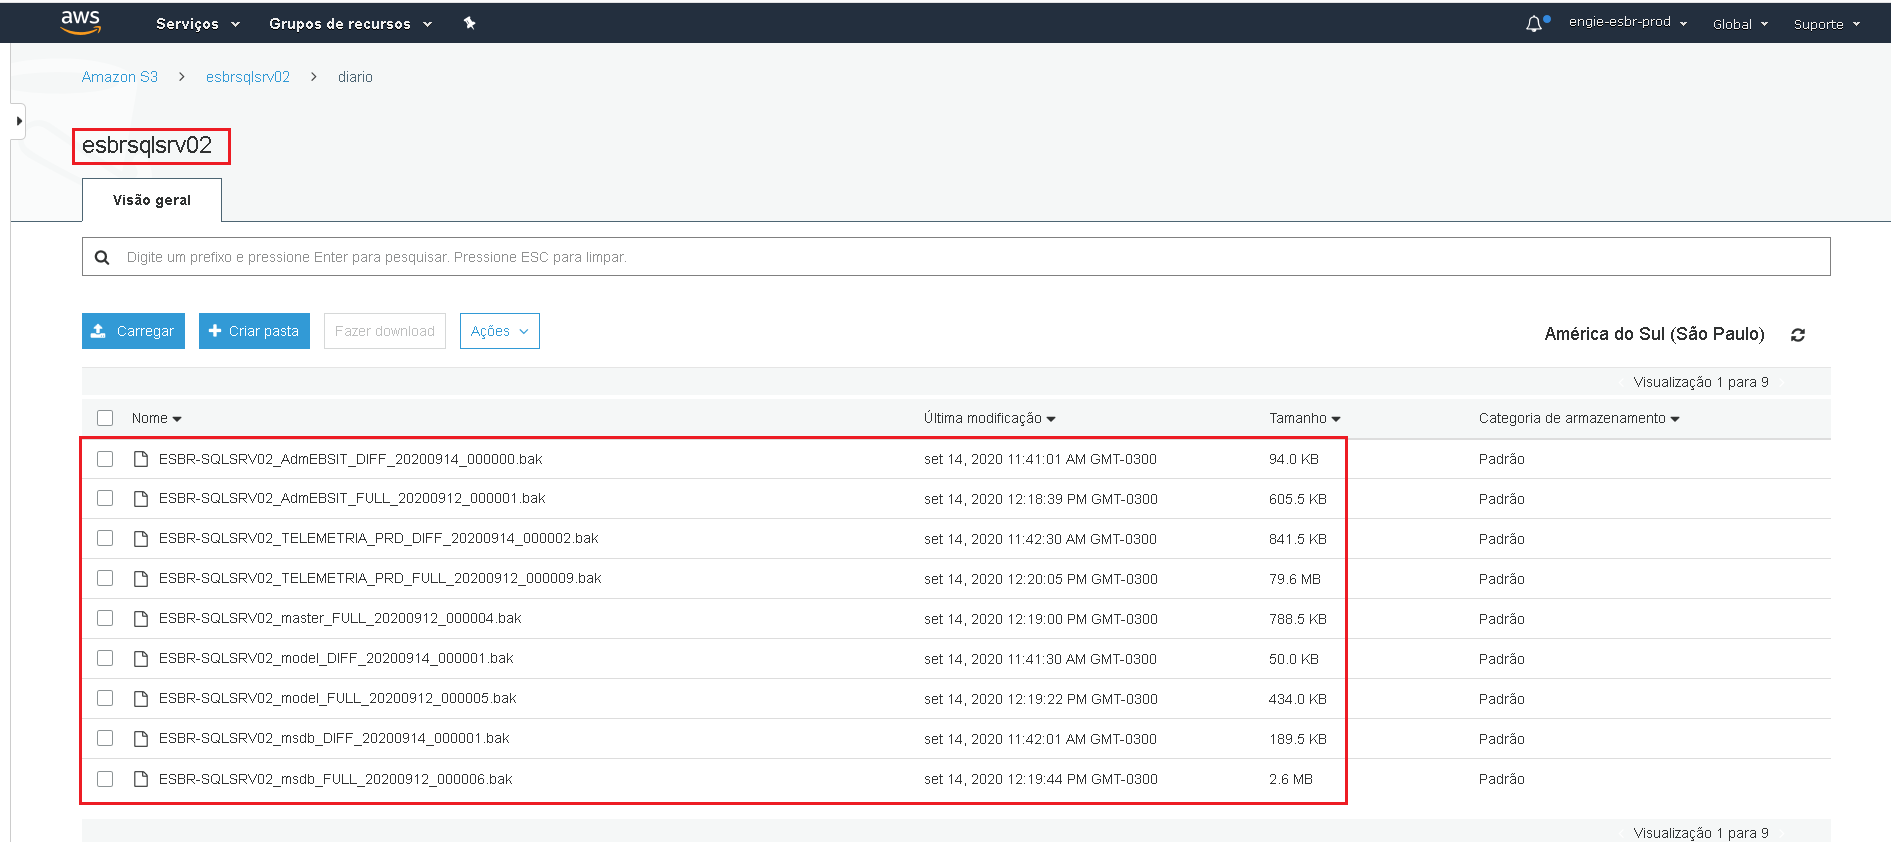 aws Serviços Grupos de recursos engie-esbr-prod Global Suporte
Amazon S3 > esbrsqlsrv02 > diario
esbrsqlsrv02
Visão geral
Digite um prefixo e pressione Enter para pesquisar. Pressione ESC para limpar.
Carregar Criar pasta Fazer download Ações América do Sul (São Paulo)
Visualização 1 para 9
Nome Última modificação Tamanho Categoria de armazenamento
ESBR-SQLSRV02_AdmEBSIT_DIFF_20200914_000000.bak set 14, 2020 11:41:01 AM GMT-0300 94.0 KB Padrão
ESBR-SQLSRV02_AdmEBSIT_FULL_20200912_000001.bak set 14, 2020 12:18:39 PM GMT-0300 605.5 KB Padrão
ESBR-SQLSRV02_TELEMETRIA_PRD_DIFF_20200914_000002.bak set 14, 2020 11:42:30 AM GMT-0300 841.5 KB Padrão
ESBR-SQLSRV02_TELEMETRIA_PRD_FULL_20200912_000009.bak set 14, 2020 12:20:05 PM GMT-0300 79.6 MB Padrão
ESBR-SQLSRV02_master_FULL_20200912_000004.bak set 14, 2020 12:19:00 PM GMT-0300 788.5 KB Padrão
ESBR-SQLSRV02_model_DIFF_20200914_000001.bak set 14, 2020 11:41:30 AM GMT-0300 50.0 KB Padrão
ESBR-SQLSRV02_model_FULL_20200912_000005.bak set 14, 2020 12:19:22 PM GMT-0300 434.0 KB Padrão
ESBR-SQLSRV02_msdb_DIFF_20200914_000001.bak set 14, 2020 11:42:01 AM GMT-0300 189.5 KB Padrão
ESBR-SQLSRV02_msdb_FULL_20200912_000006.bak set 14, 2020 12:19:44 PM GMT-0300 2.6 MB Padrão
Visualização 1 para 9